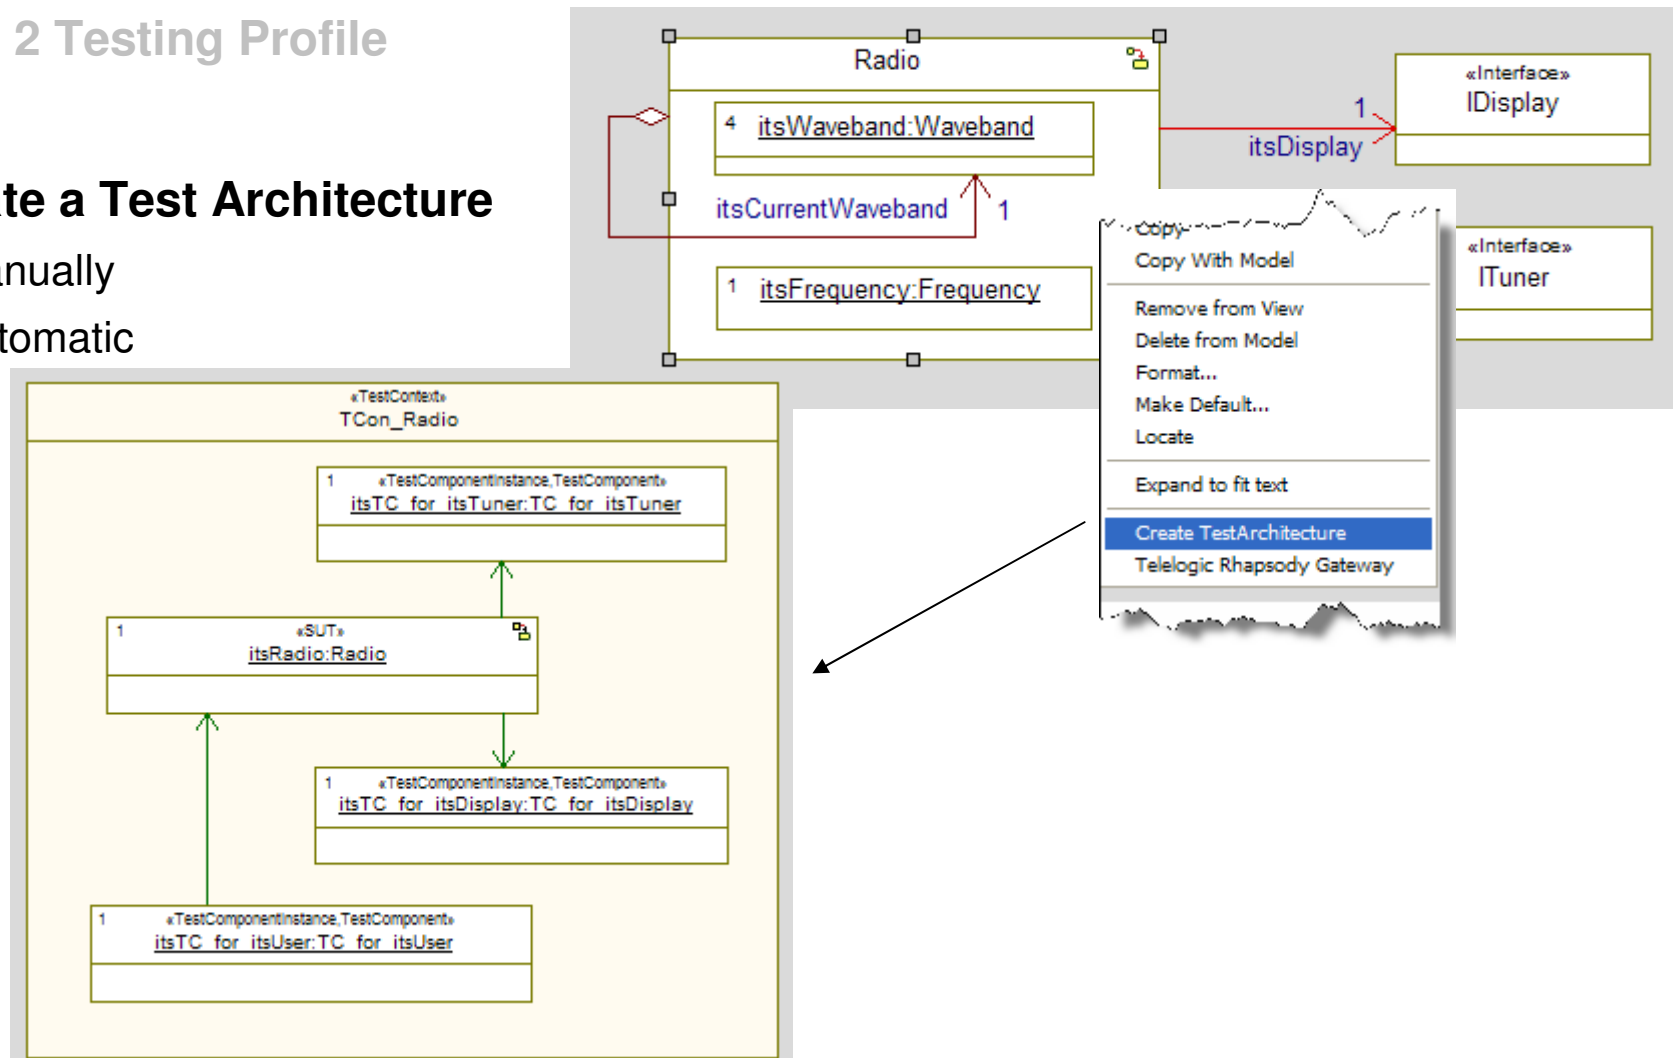 2 Testing Profile
te a Test Architecture
anually
tomatic
Radio
4 itsWaveband:Waveband
itsCurrentWaveband 1
1 itsFrequency:Frequency
1
itsDisplay
«Interface»
IDisplay
«Interface»
ITuner
Copy
Copy With Model
Remove from View
Delete from Model
Format...
Make Default...
Locate
Expand to fit text
Create TestArchitecture
Telelogic Rhapsody Gateway
«TestContext»
TCon_Radio
1 «TestComponentInstance,TestComponent»
itsTC_for_itsTuner:TC_for_itsTuner
1 «SUT»
itsRadio:Radio
1 «TestComponentInstance,TestComponent»
itsTC_for_itsDisplay:TC_for_itsDisplay
1 «TestComponentInstance,TestComponent»
itsTC_for_itsUser:TC_for_itsUser